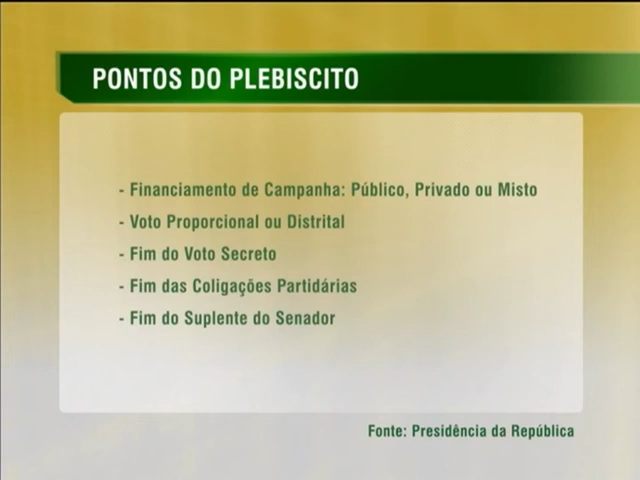 PONTOS DO PLEBISCITO
- Financiamento de Campanha: Público, Privado ou Misto
- Voto Proporcional ou Distrital
- Fim do Voto Secreto
- Fim das Coligações Partidárias
- Fim do Suplente do Senador
Fonte: Presidência da República